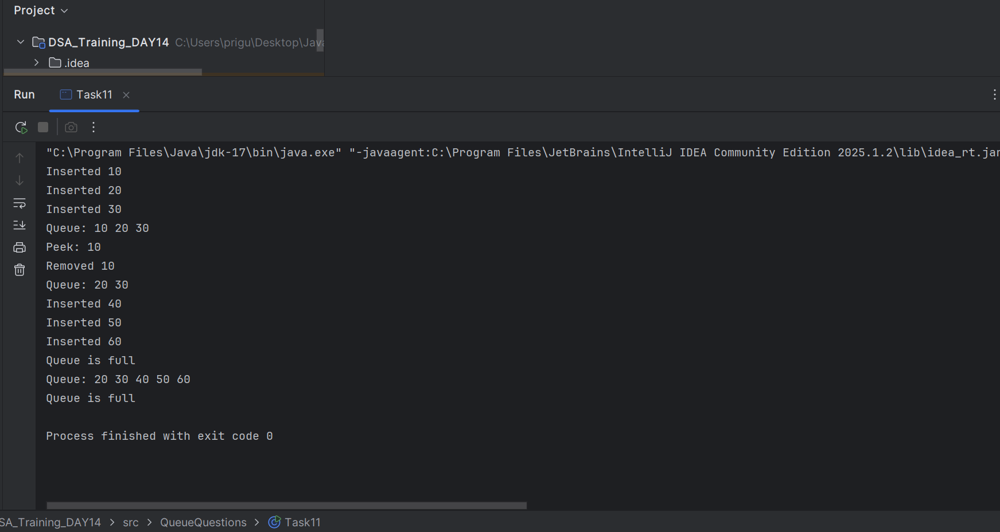 Project
DSA_Training_DAY14 C:\Users\prigu\Desktop\Java
.idea
Run Task11
"C:\Program Files\Java\jdk-17\bin\java.exe" "-javaagent:C:\Program Files\JetBrains\IntelliJ IDEA Community Edition 2025.1.2\lib\idea_rt.jar
Inserted 10
Inserted 20
Inserted 30
Queue: 10 20 30
Peek: 10
Removed 10
Queue: 20 30
Inserted 40
Inserted 50
Inserted 60
Queue is full
Queue: 20 30 40 50 60
Queue is full
Process finished with exit code 0
SA_Training_DAY14 > src > QueueQuestions > Task11